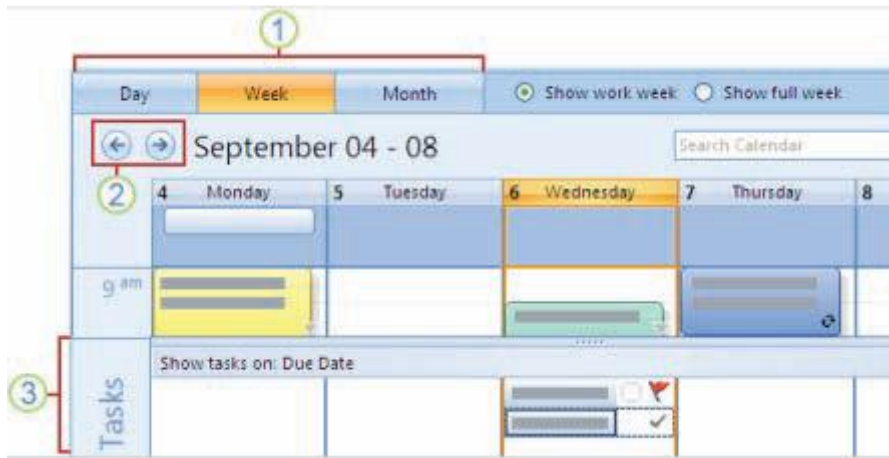 1
Day Week Month Show work week Show full week
September 04 - 08 Search Calendar
2
4 Monday 5 Tuesday 6 Wednesday 7 Thursday 8
9 am
Show tasks on: Due Date
3
Tasks